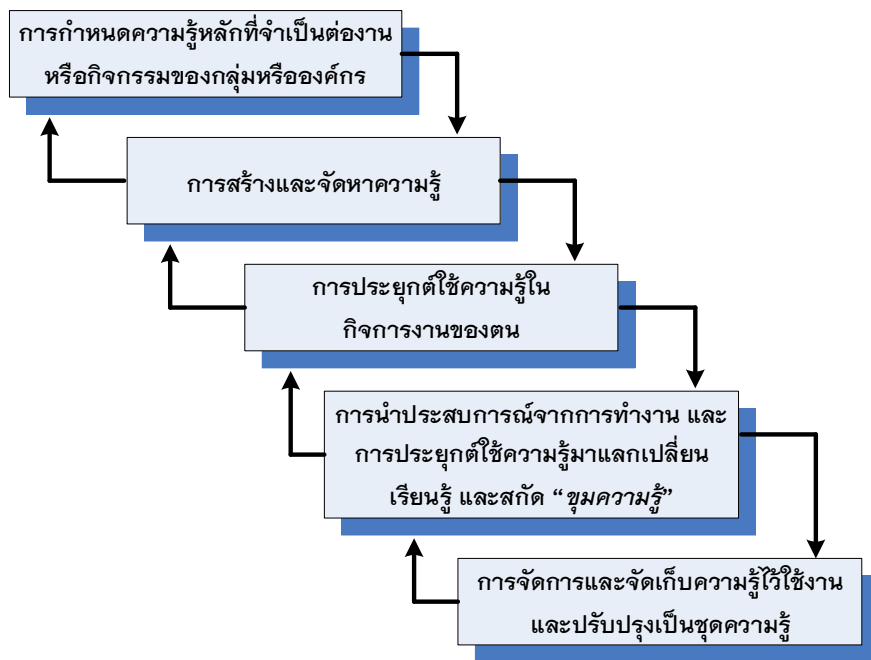 การกำหนดความรู้หลักที่จำเป็นต่องาน
หรือกิจกรรมของกลุ่มหรือองค์กร
การสร้างและจัดหาความรู้
การประยุกต์ใช้ความรู้ใน
กิจการงานของตน
การนำประสบการณ์จากการทำงาน และ
การประยุกต์ใช้ความรู้มาแลกเปลี่ยน
เรียนรู้ และสกัด “ขุมความรู้”
การจัดการและจัดเก็บความรู้ไว้ใช้งาน
และปรับปรุงเป็นชุดความรู้